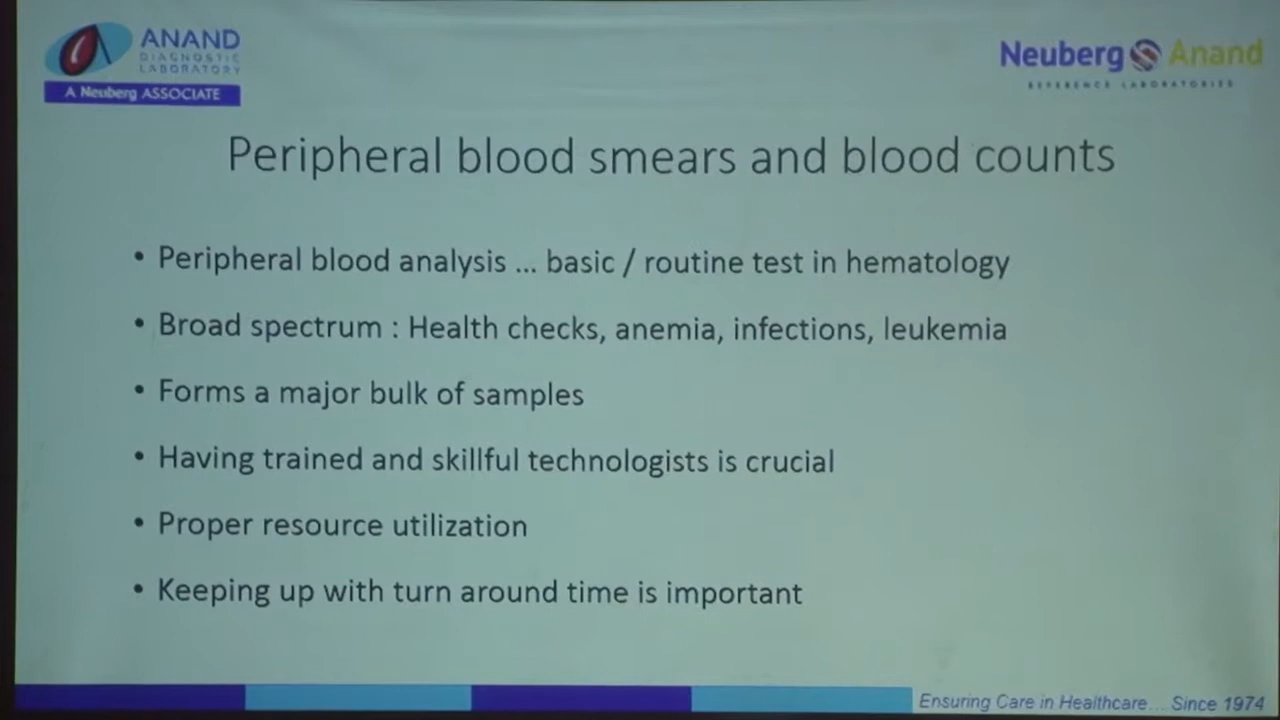 ANAND
DIAGNOSTIC
LABORATORY
A Neuberg ASSOCIATE
Neuberg Anand
REFERENCE LABORATORIES
Peripheral blood smears and blood counts
• Peripheral blood analysis ... basic / routine test in hematology
• Broad spectrum : Health checks, anemia, infections, leukemia
• Forms a major bulk of samples
• Having trained and skillful technologists is crucial
• Proper resource utilization
• Keeping up with turn around time is important
Ensuring Care in Healthcare... Since 1974